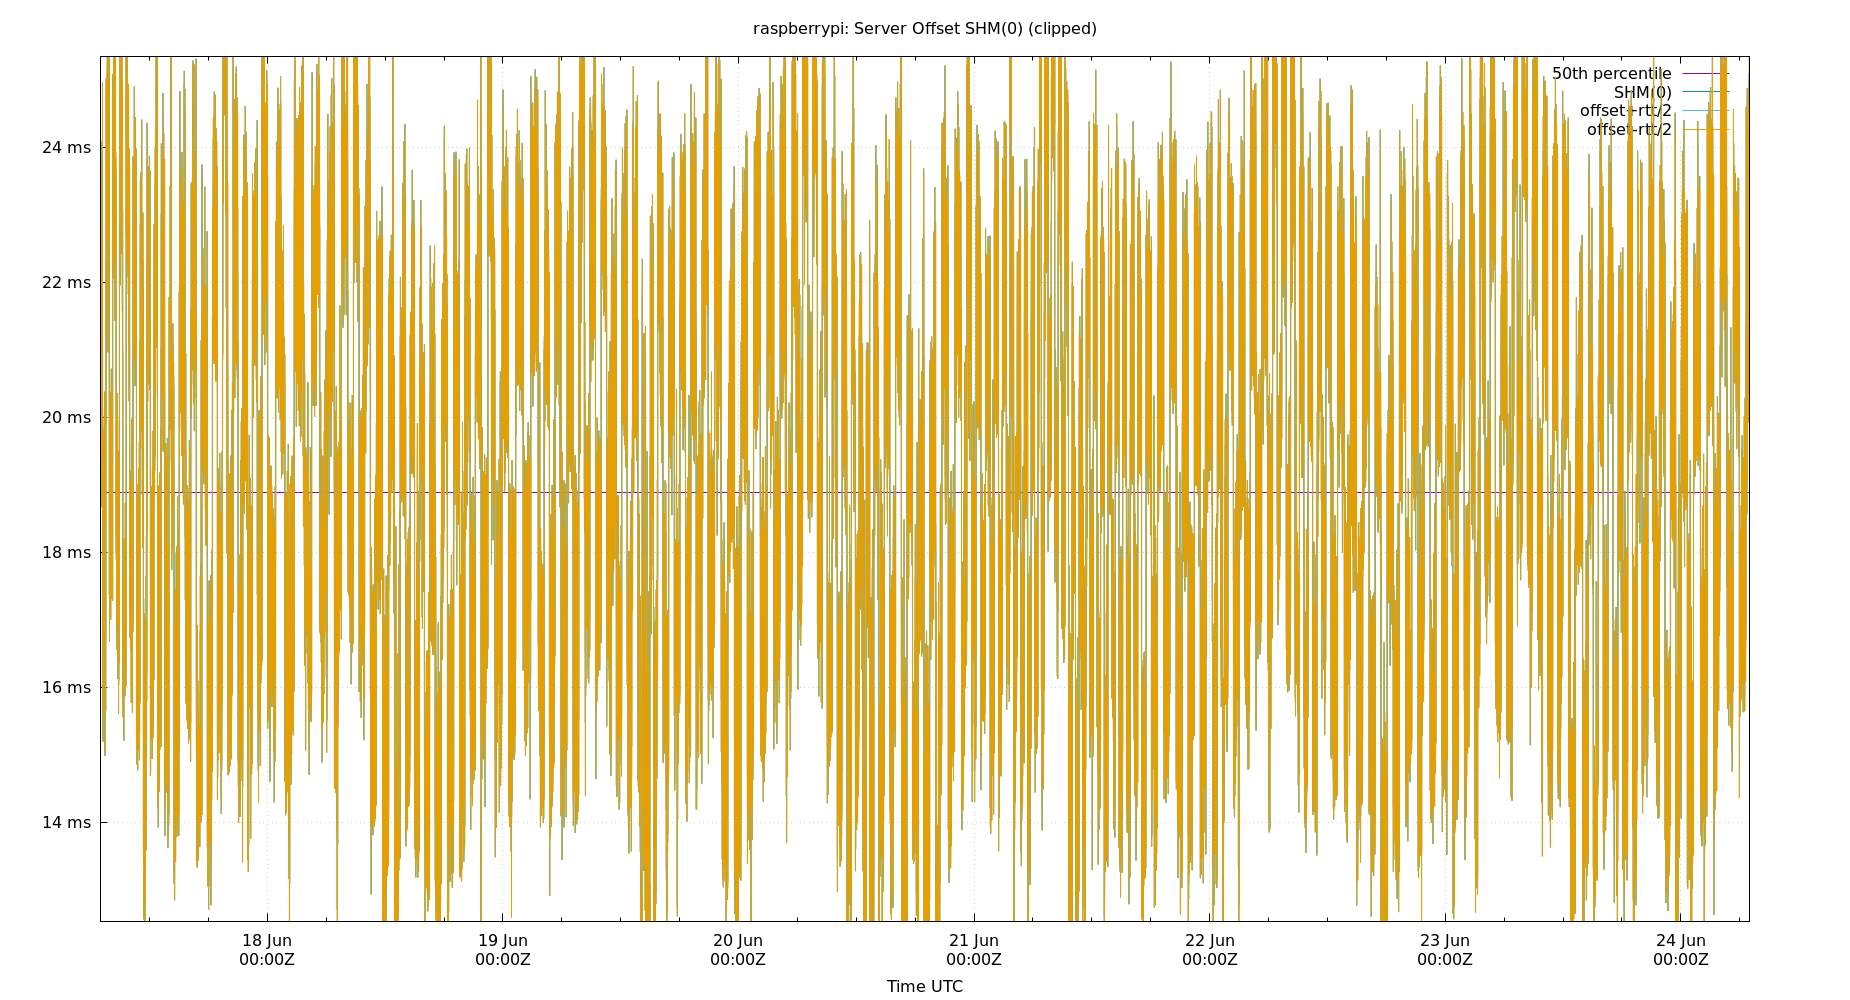 raspberrypi: Server Offset SHM(0) (clipped)
50th percentile
SHM(0)
offset+rtt/2
offset-rtt/2
24 ms
22 ms
20 ms
18 ms
16 ms
14 ms
18 Jun 19 Jun 20 Jun 21 Jun 22 Jun 23 Jun 24 Jun
00:00Z 00:00Z 00:00Z 00:00Z 00:00Z 00:00Z 00:00Z
Time UTC